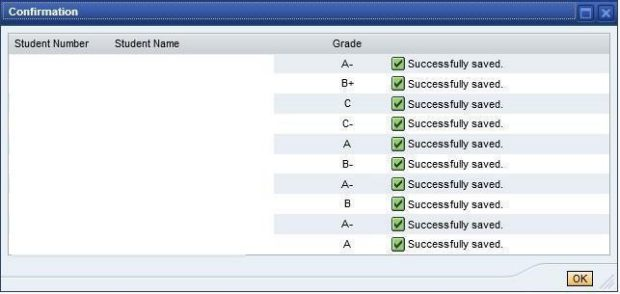 Confirmation
Student Number Student Name Grade
A- Successfully saved.
B+ Successfully saved.
C Successfully saved.
C- Successfully saved.
A Successfully saved.
B- Successfully saved.
A- Successfully saved.
B Successfully saved.
A- Successfully saved.
A Successfully saved.
OK